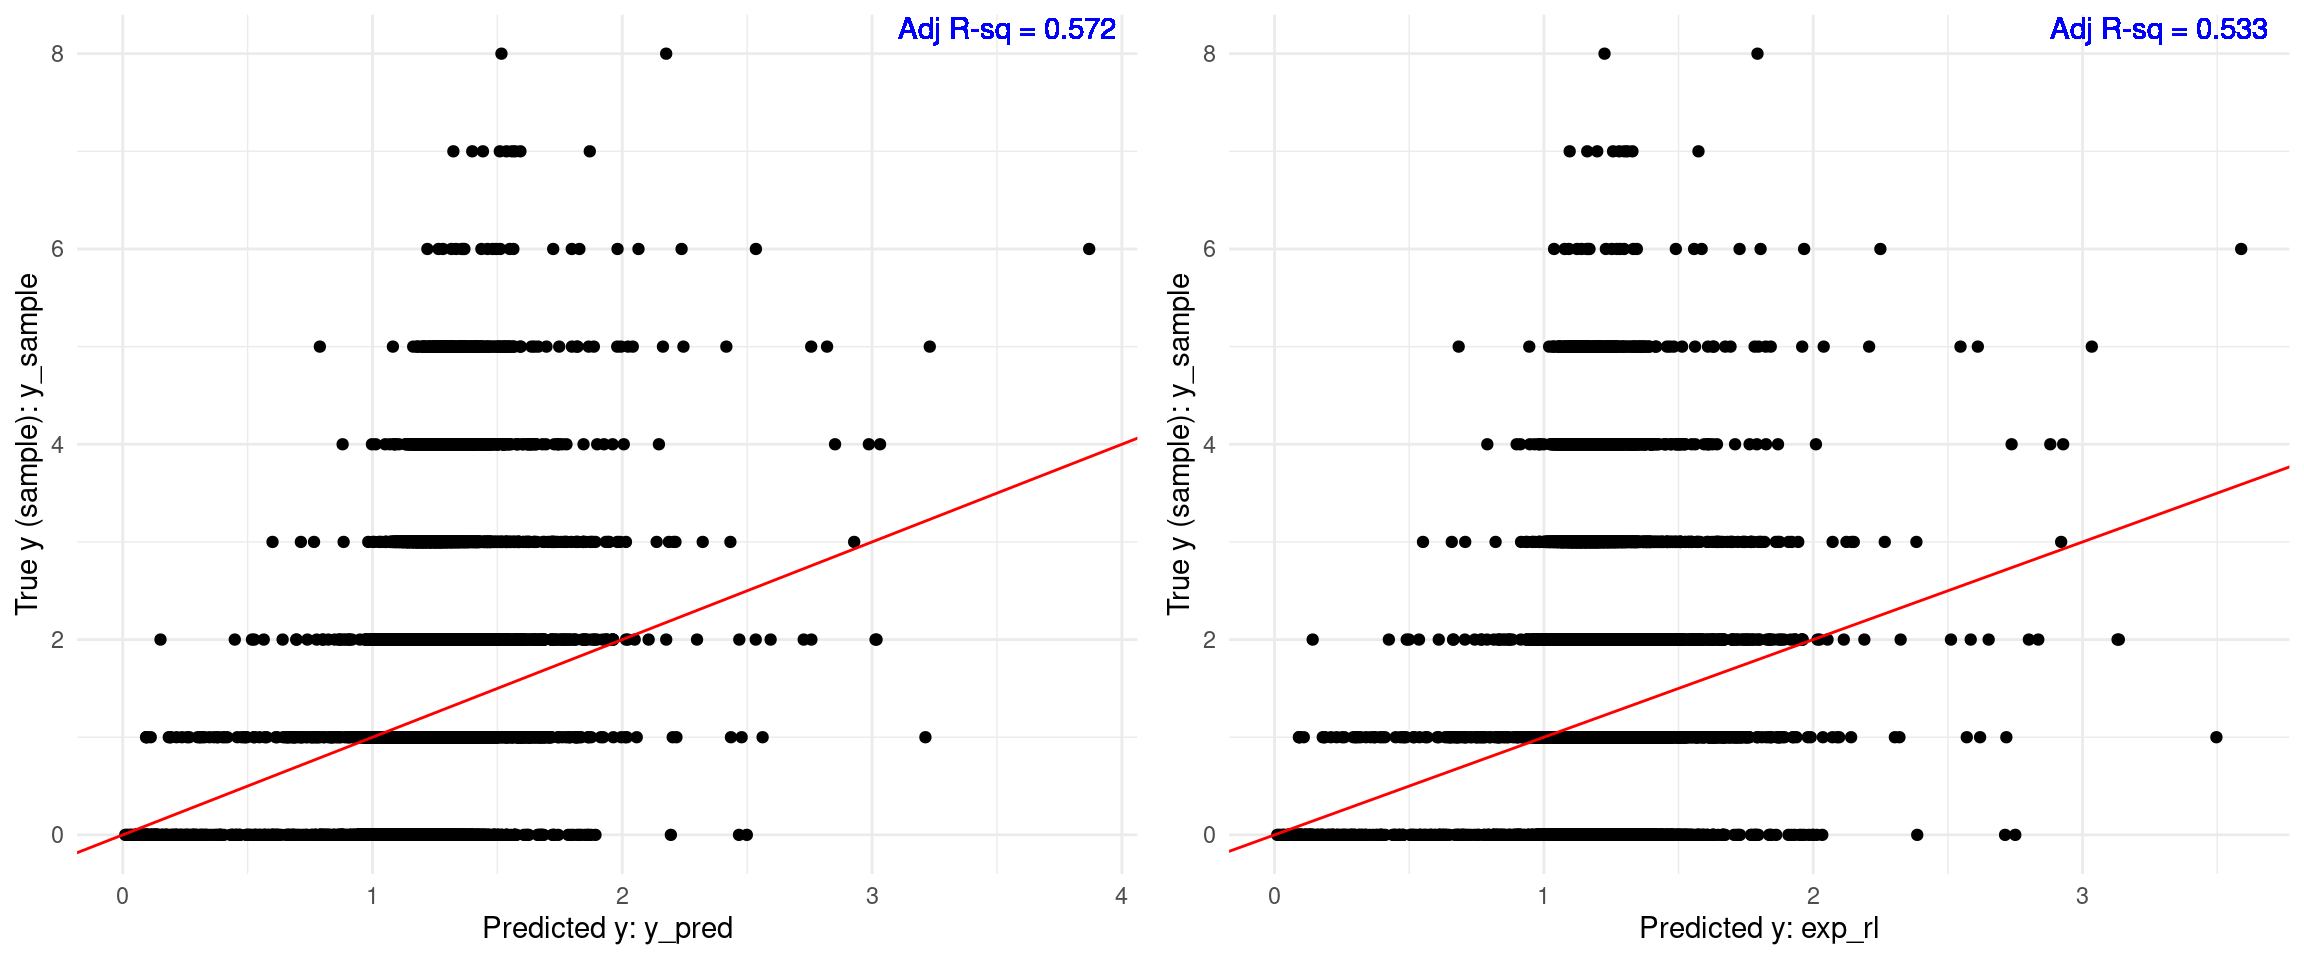 Adj R-sq = 0.572
True y (sample): y_sample
8
6
4
2
0
0 1 2 3 4
Predicted y: y_pred
Adj R-sq = 0.533
True y (sample): y_sample
8
6
4
2
0
0 1 2 3
Predicted y: exp_rl